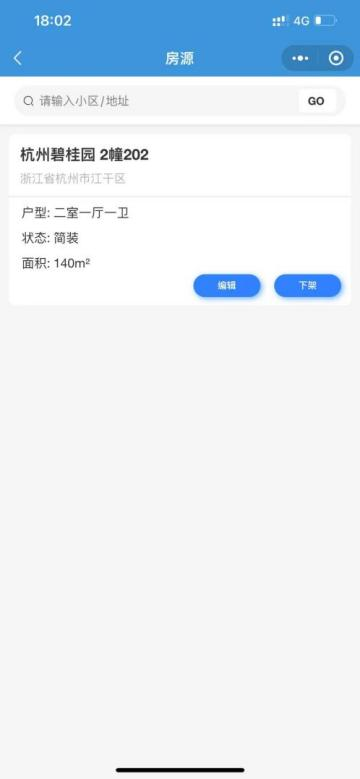 18:02
4G
房源
请输入小区/地址
GO
杭州碧桂园 2幢202
浙江省杭州市江干区
户型: 二室一厅一卫
状态: 简装
面积: 140m²
编辑
下架